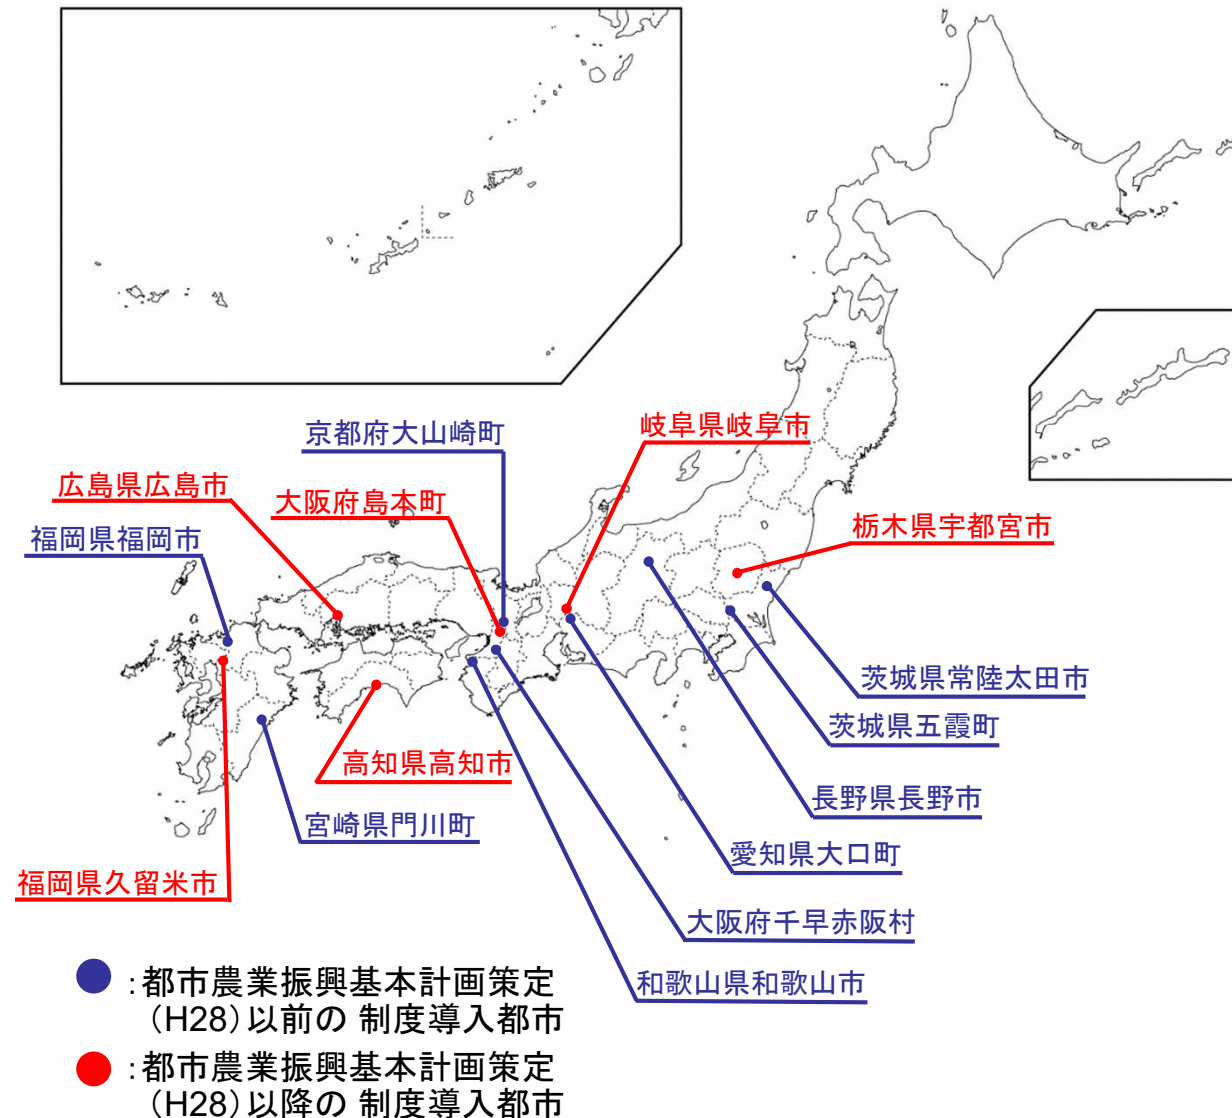 京都府大山崎町
岐阜県岐阜市
広島県広島市
大阪府島本町
福岡県福岡市
栃木県宇都宮市
茨城県常陸太田市
茨城県五霞町
高知県高知市
長野県長野市
宮崎県門川町
愛知県大口町
福岡県久留米市
大阪府千早赤阪村
和歌山県和歌山市
：都市農業振興基本計画策定
（H28）以前の 制度導入都市
：都市農業振興基本計画策定
（H28）以降の 制度導入都市